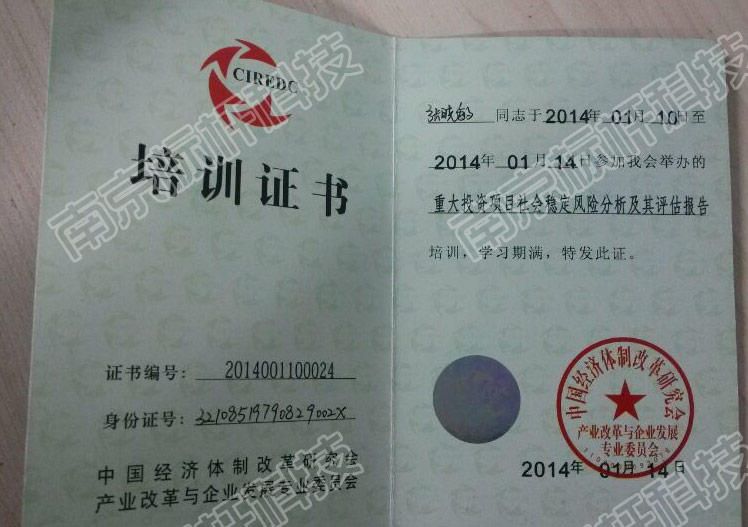 CIREDC
培训证书
证书编号：2014001100024
身份证号：32108519790829002X
中国经济体制改革研究会
产业改革与企业发展专业委员会
张晓敏 同志于2014年 01月 10日至
2014年 01月 14日参加我会举办的
重大投资项目社会稳定风险分析及其评估报告
培训，学习期满，特发此证。
中国经济体制改革研究会
产业改革与企业发展
专业委员会
2014年 01月 14日